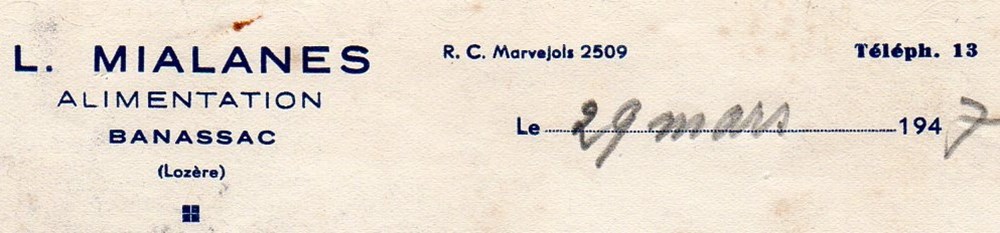 L. MIALANES
ALIMENTATION
BANASSAC
(Lozère)
R. C. Marvejols 2509
Téléph. 13
Le 29 mars 1947